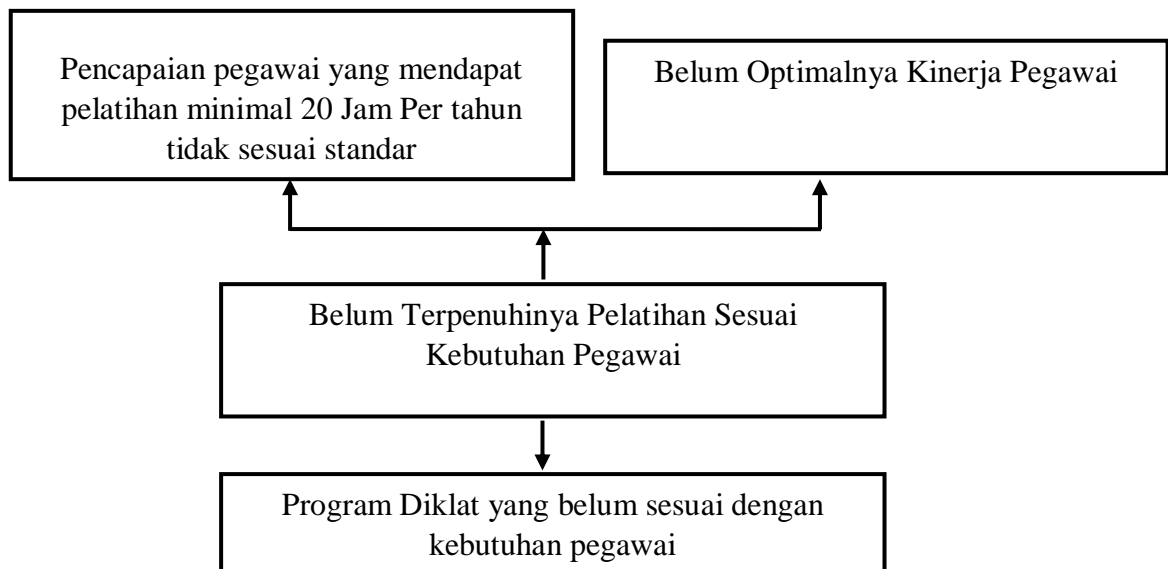 Pencapaian pegawai yang mendapat
pelatihan minimal 20 Jam Per tahun
tidak sesuai standar
Belum Optimalnya Kinerja Pegawai
Belum Terpenuhinya Pelatihan Sesuai
Kebutuhan Pegawai
Program Diklat yang belum sesuai dengan
kebutuhan pegawai